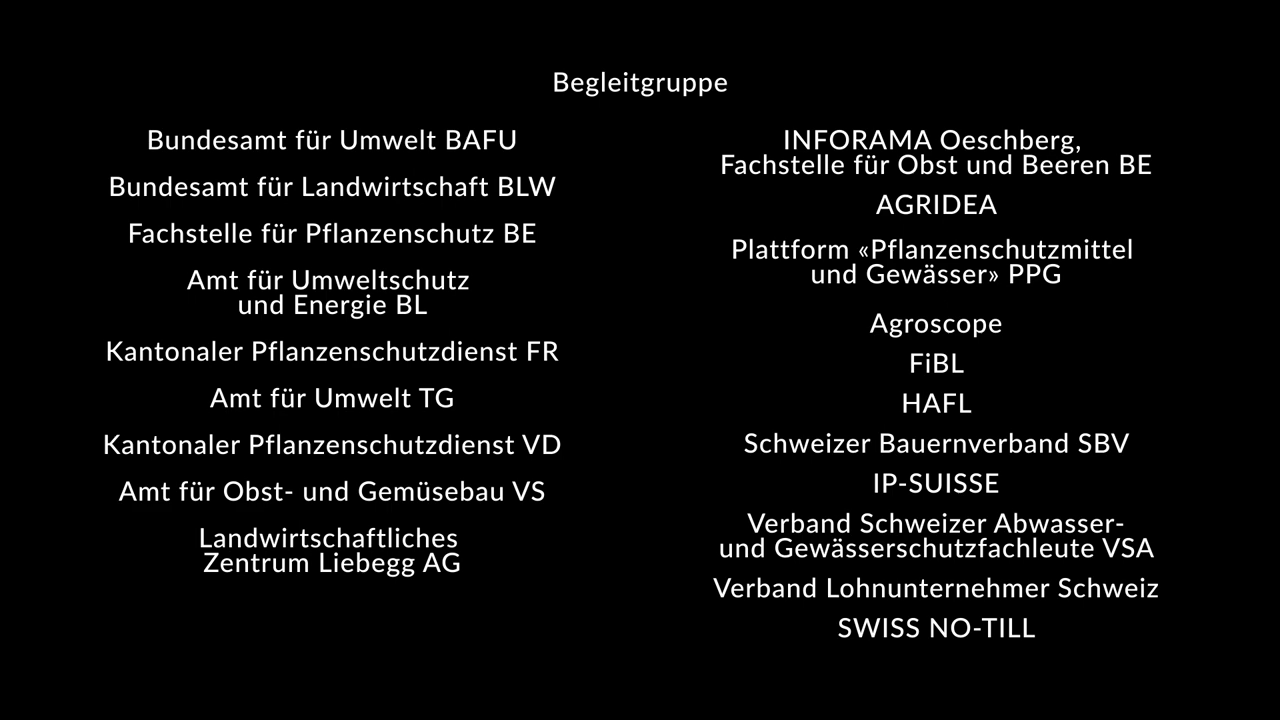 Begleitgruppe
Bundesamt für Umwelt BAFU
Bundesamt für Landwirtschaft BLW
Fachstelle für Pflanzenschutz BE
Amt für Umweltschutz
und Energie BL
Kantonaler Pflanzenschutzdienst FR
Amt für Umwelt TG
Kantonaler Pflanzenschutzdienst VD
Amt für Obst- und Gemüsebau VS
Landwirtschaftliches
Zentrum Liebegg AG
INFORAMA Oeschberg,
Fachstelle für Obst und Beeren BE
AGRIDEA
Plattform «Pflanzenschutzmittel
und Gewässer» PPG
Agroscope
FiBL
HAFL
Schweizer Bauernverband SBV
IP-SUISSE
Verband Schweizer Abwasser-
und Gewässerschutzfachleute VSA
Verband Lohnunternehmer Schweiz
SWISS NO-TILL